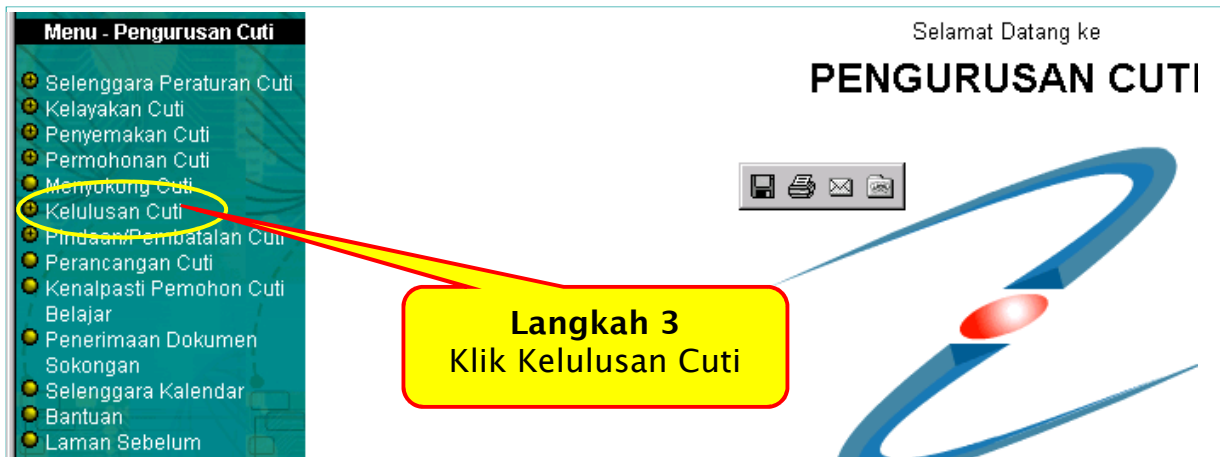 Menu - Pengurusan Cuti
Selenggara Peraturan Cuti
Kelayakan Cuti
Penyemakan Cuti
Permohonan Cuti
Menyokong Cuti
Kelulusan Cuti
Pindaan/Pembatalan Cuti
Perancangan Cuti
Kenalpasti Pemohon Cuti
Belajar
Penerimaan Dokumen
Sokongan
Selenggara Kalendar
Bantuan
Laman Sebelum
Selamat Datang ke
PENGURUSAN CUTI
Langkah 3
Klik Kelulusan Cuti